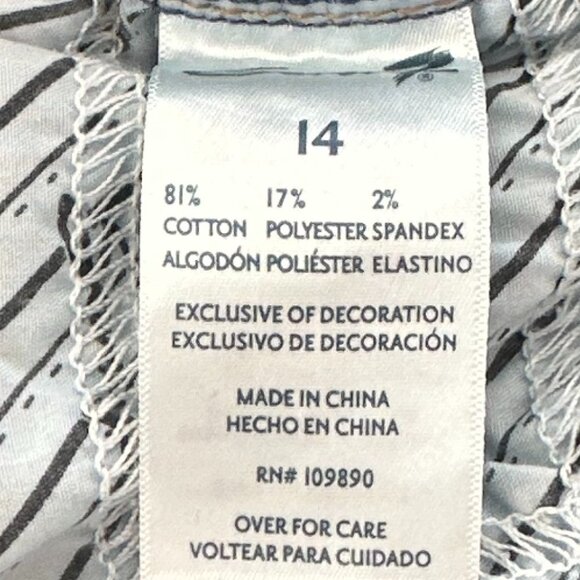 ®
14
81% 17% 2%
COTTON POLYESTER SPANDEX
ALGODÓN POLIÉSTER ELASTINO
EXCLUSIVE OF DECORATION
EXCLUSIVO DE DECORACIÓN
MADE IN CHINA
HECHO EN CHINA
RN# 109890
OVER FOR CARE
VOLTEAR PARA CUIDADO